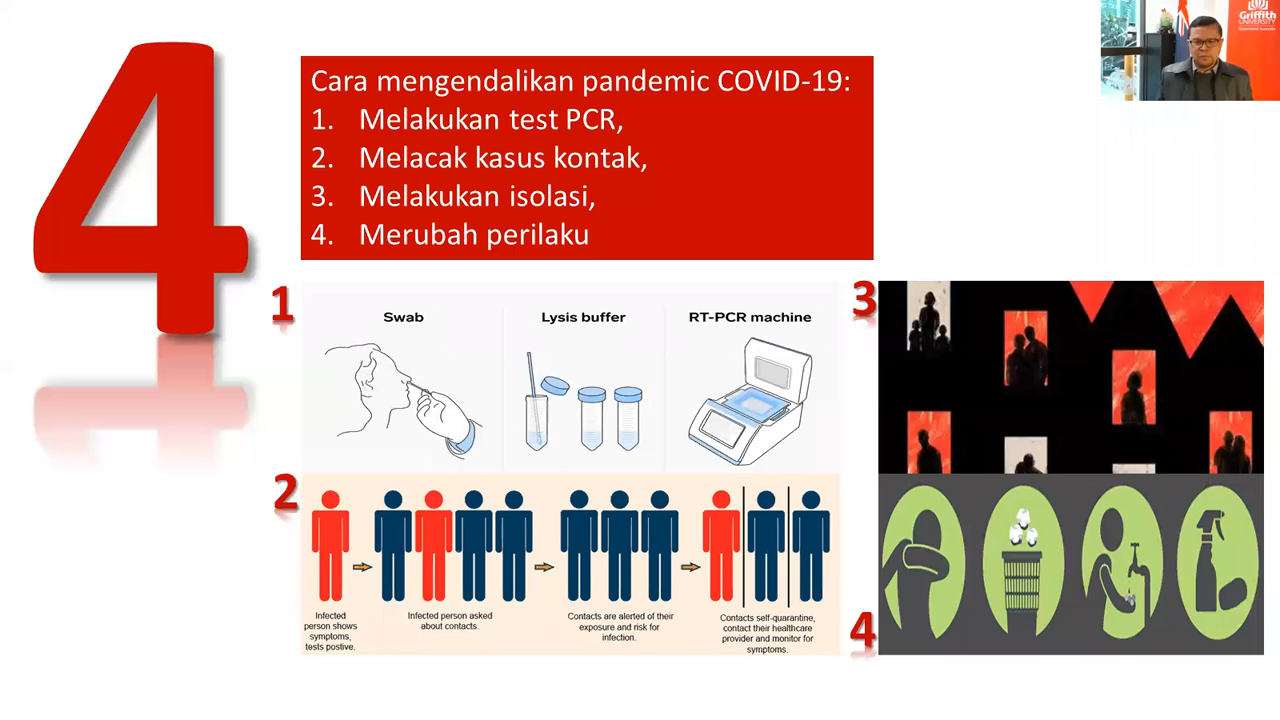 4
Cara mengendalikan pandemic COVID-19:
1. Melakukan test PCR,
2. Melacak kasus kontak,
3. Melakukan isolasi,
4. Merubah perilaku
Griffith
UNIVERSITY
Queensland, Australia
1
Swab
Lysis buffer
RT-PCR machine
2
Infected
person shows
symptoms,
tests postive.
Infected person asked
about contacts.
Contacts are alerted of their
exposure and risk for
infection.
Contacts self-quarantine,
contact their healthcare
provider and monitor for
symptoms.
3
4